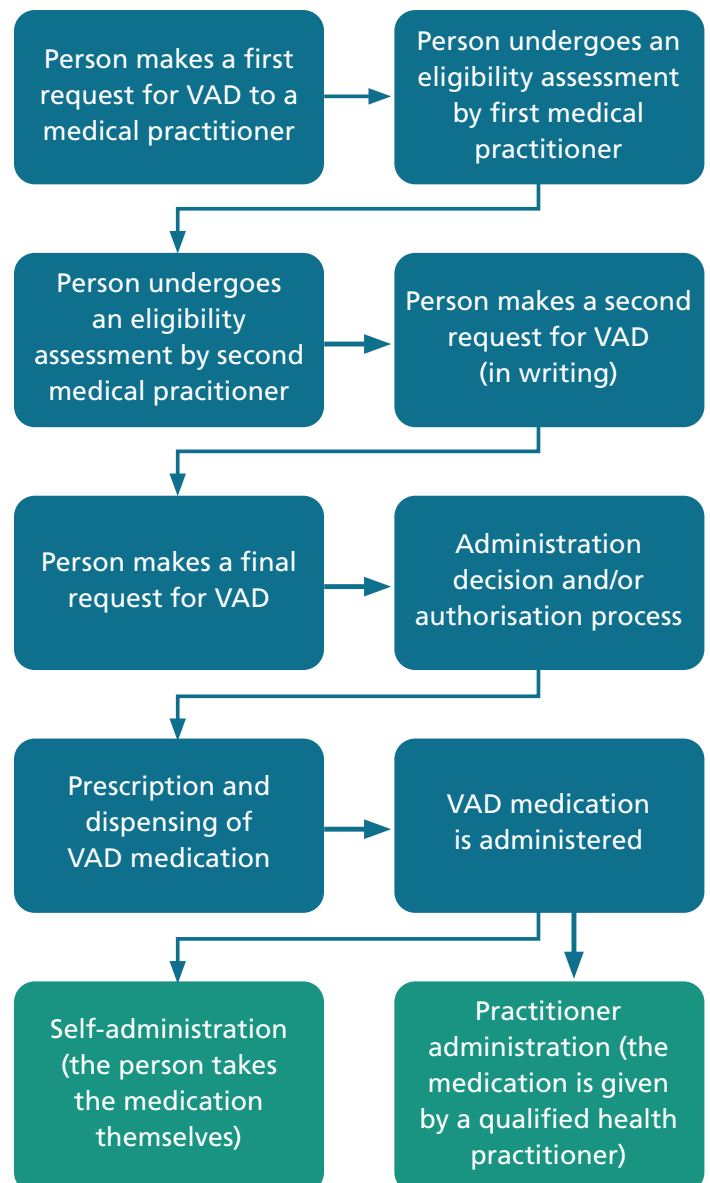 Person makes a first
request for VAD to a
medical practitioner
Person undergoes an
eligibility assessment
by first medical
practitioner
Person undergoes
an eligibility
assessment by second
medical pracitioner
Person makes a second
request for VAD
(in writing)
Person makes a final
request for VAD
Administration
decision and/or
authorisation process
Prescription and
dispensing of
VAD medication
VAD medication
is administered
Self-administration
(the person takes
the medication
themselves)
Practitioner
administration (the
medication is given
by a qualified health
practitioner)